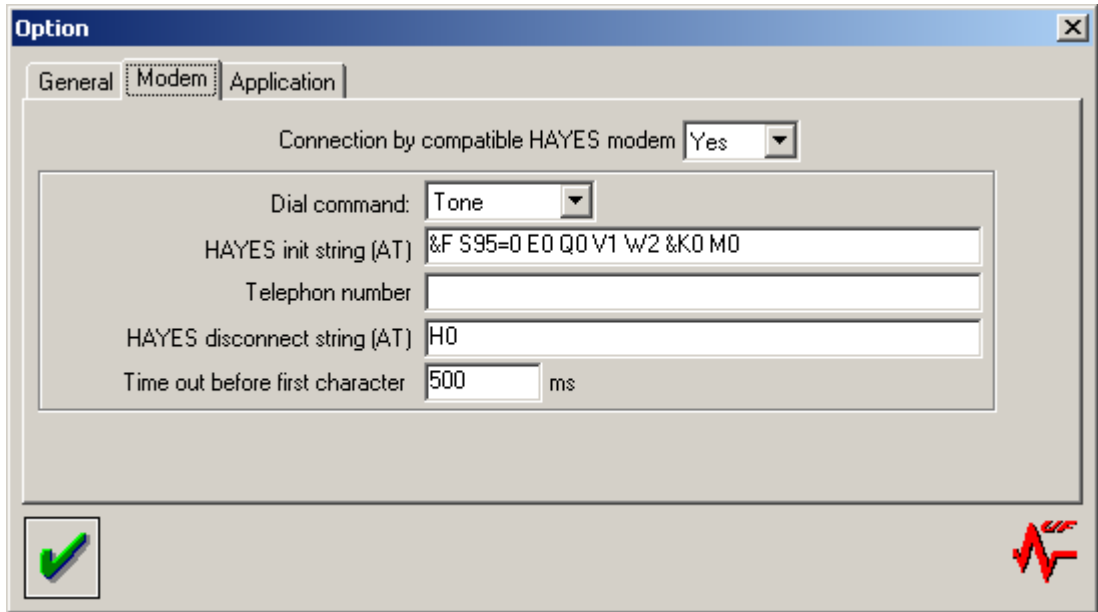 Option
General Modem Application
Connection by compatible HAYES modem Yes
Dial command: Tone
HAYES init string (AT) &F S95=0 E0 Q0 V1 W2 &K0 M0
Telephon number
HAYES disconnect string (AT) H0
Time out before first character 500 ms
UF